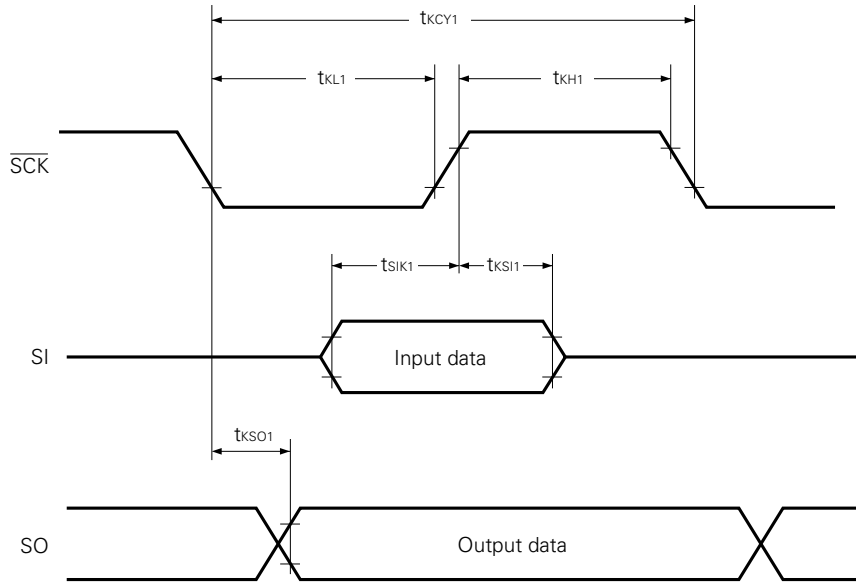 tKCY1
tKL1
tKH1
SCK
tSIK1
tKSI1
SI
Input data
tKSO1
SO
Output data